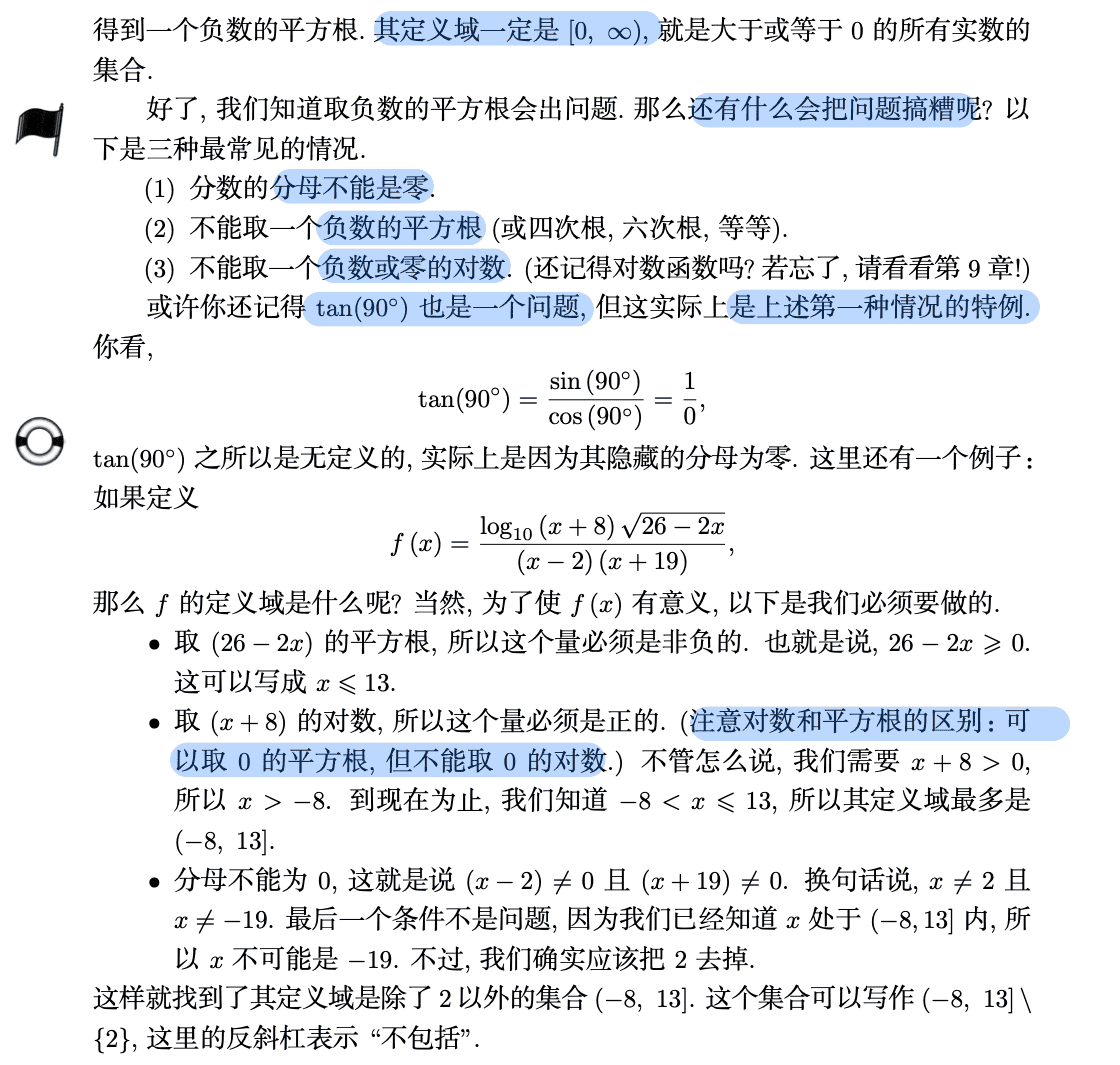 得到一个负数的平方根. 其定义域一定是 [0, ∞), 就是大于或等于 0 的所有实数的
集合.
好了, 我们知道取负数的平方根会出问题. 那么还有什么会把问题搞糟呢? 以
下是三种最常见的情况.
(1) 分数的分母不能是零.
(2) 不能取一个负数的平方根 (或四次根, 六次根, 等等).
(3) 不能取一个负数或零的对数. (还记得对数函数吗? 若忘了, 请看看第 9 章!)
或许你还记得 tan(90°) 也是一个问题, 但这实际上是上述第一种情况的特例.
你看,
tan(90°) = sin (90°) / cos (90°) = 1/0,
tan(90°) 之所以是无定义的, 实际上是因为其隐藏的分母为零. 这里还有一个例子:
如果定义
f (x) = log₁₀ (x + 8) √(26 − 2x) / (x − 2) (x + 19),
那么 f 的定义域是什么呢? 当然, 为了使 f (x) 有意义, 以下是我们必须要做的.
• 取 (26 − 2x) 的平方根, 所以这个量必须是非负的. 也就是说, 26 − 2x ⩾ 0.
这可以写成 x ⩽ 13.
• 取 (x + 8) 的对数, 所以这个量必须是正的. (注意对数和平方根的区别: 可
以取 0 的平方根, 但不能取 0 的对数.) 不管怎么说, 我们需要 x + 8 > 0,
所以 x > −8. 到现在为止, 我们知道 −8 < x ⩽ 13, 所以其定义域最多是
(−8, 13].
• 分母不能为 0, 这就是说 (x − 2) ≠ 0 且 (x + 19) ≠ 0. 换句话说, x ≠ 2 且
x ≠ −19. 最后一个条件不是问题, 因为我们已经知道 x 处于 (−8, 13] 内, 所
以 x 不可能是 −19. 不过, 我们确实应该把 2 去掉.
这样就找到了其定义域是除了 2 以外的集合 (−8, 13]. 这个集合可以写作 (−8, 13] \
{2}, 这里的反斜杠表示 “不包括”.